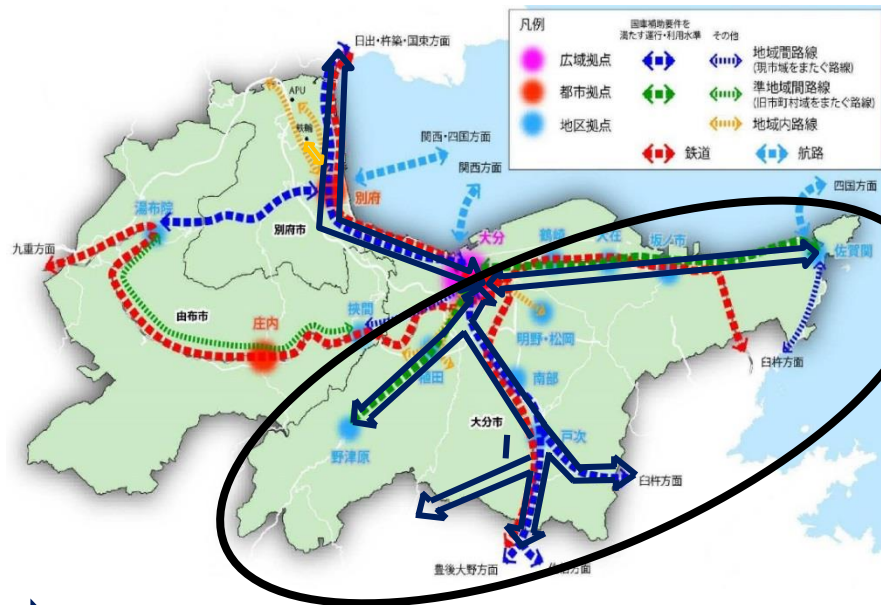 日出・杵築・国東方面
凡例
国庫補助要件を
満たす運行・利用水準
その他
広域拠点
地域間路線
(現市域をまたぐ路線)
都市拠点
準地域間路線
(旧市町村域をまたぐ路線)
地区拠点
地域内路線
鉄道
航路
APU
鉄輪
関西・四国方面
関西方面
四国方面
別府
湯布院
別府市
大分
鶴崎
大在
坂ノ市
佐賀関
九重方面
由布市
挾間
庄内
明野・松岡
臼杵方面
稙田
南部
大分市
戸次
野津原
臼杵方面
豊後大野方面